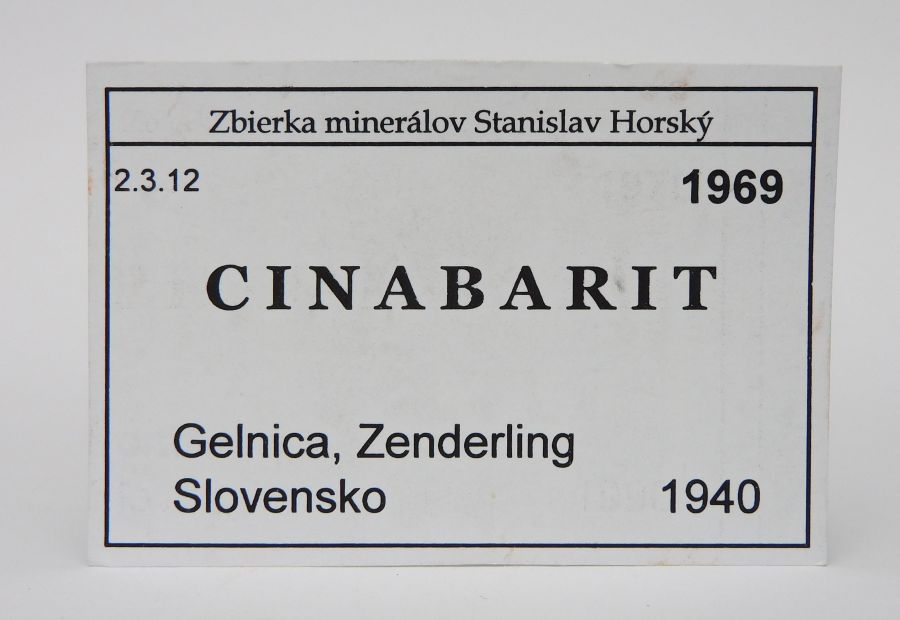 Zbierka minerálov Stanislav Horský
2.3.12 1969
CINABARIT
Gelnica, Zenderling
Slovensko 1940